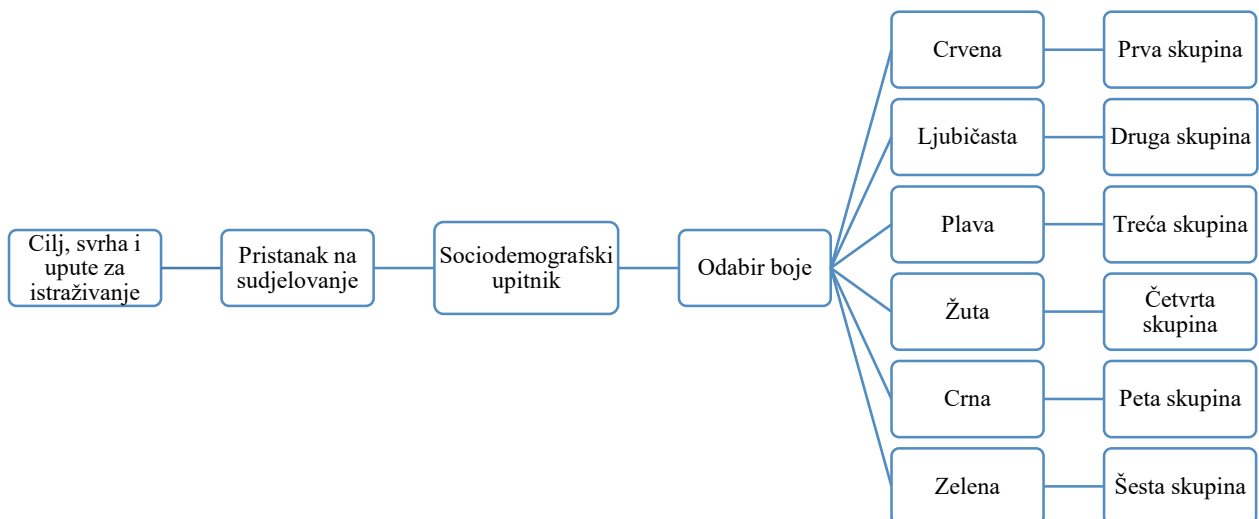 Cilj, svrha i
upute za
istraživanje
Pristanak na
sudjelovanje
Sociodemografski
upitnik
Odabir boje
Crvena
Prva skupina
Ljubičasta
Druga skupina
Plava
Treća skupina
Žuta
Četvrta
skupina
Crna
Peta skupina
Zelena
Šesta skupina